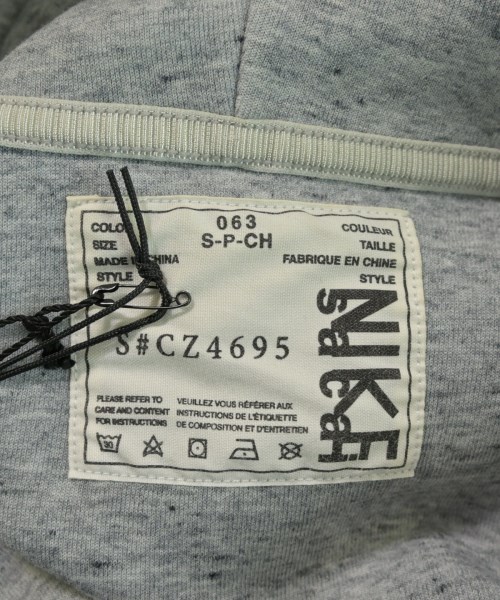 COLO 063 COULEUR
SIZE S-P-CH TAILLE
MADE IN CHINA FABRIQUE EN CHINE
STYLE STYLE
S#CZ4695
NIKE
sacai
PLEASE REFER TO
CARE AND CONTENT
FOR INSTRUCTIONS
VEUILLEZ VOUS RÉFÉRER AUX
INSTRUCTIONS DE L'ÉTIQUETTE
DE COMPOSITION ET D'ENTRETIEN
30